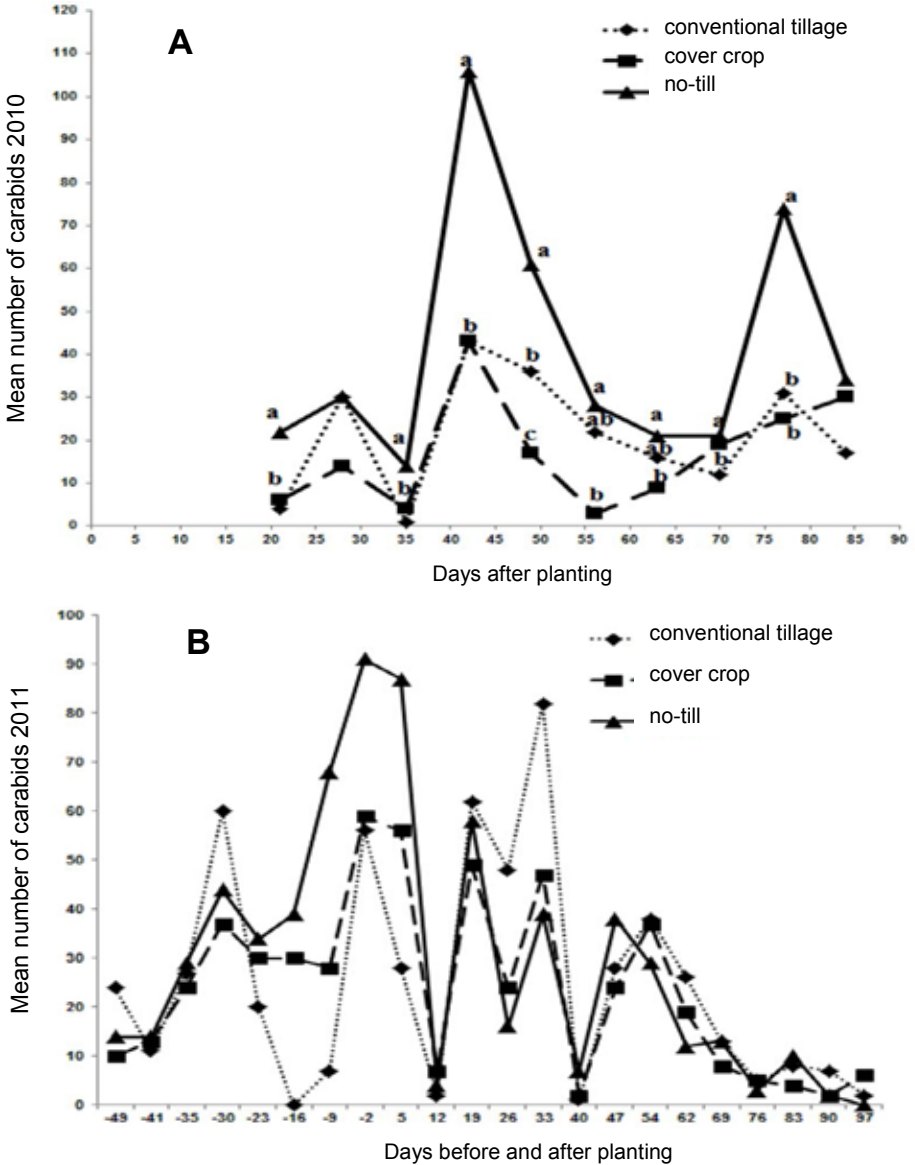 120
A
conventional tillage
cover crop
no-till
110
100
90
80
70
60
50
40
30
20
10
0
Mean number of carabids 2010
a
b
a
b
a
b
a
b
c
a
ab
b
a
ab
b
a
b
a
b
b
0 5 10 15 20 25 30 35 40 45 50 55 60 65 70 75 80 85 90
Days after planting
100
B
conventional tillage
cover crop
no-till
90
80
70
60
50
40
30
20
10
0
Mean number of carabids 2011
-49 -41 -35 -30 -23 -16 -9 -2 5 12 19 26 33 40 47 54 62 69 76 83 90 97
Days before and after planting